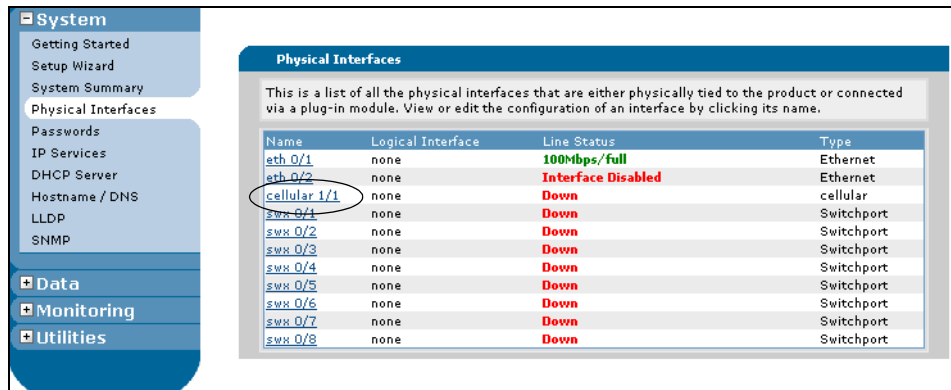 System
Getting Started
Setup Wizard
System Summary
Physical Interfaces
Passwords
IP Services
DHCP Server
Hostname / DNS
LLDP
SNMP
Data
Monitoring
Utilities
Physical Interfaces
This is a list of all the physical interfaces that are either physically tied to the product or connected
via a plug-in module. View or edit the configuration of an interface by clicking its name.
Name Logical Interface Line Status Type
eth 0/1 none 100Mbps/full Ethernet
eth 0/2 none Interface Disabled Ethernet
cellular 1/1 none Down cellular
swx 0/1 none Down Switchport
swx 0/2 none Down Switchport
swx 0/3 none Down Switchport
swx 0/4 none Down Switchport
swx 0/5 none Down Switchport
swx 0/6 none Down Switchport
swx 0/7 none Down Switchport
swx 0/8 none Down Switchport